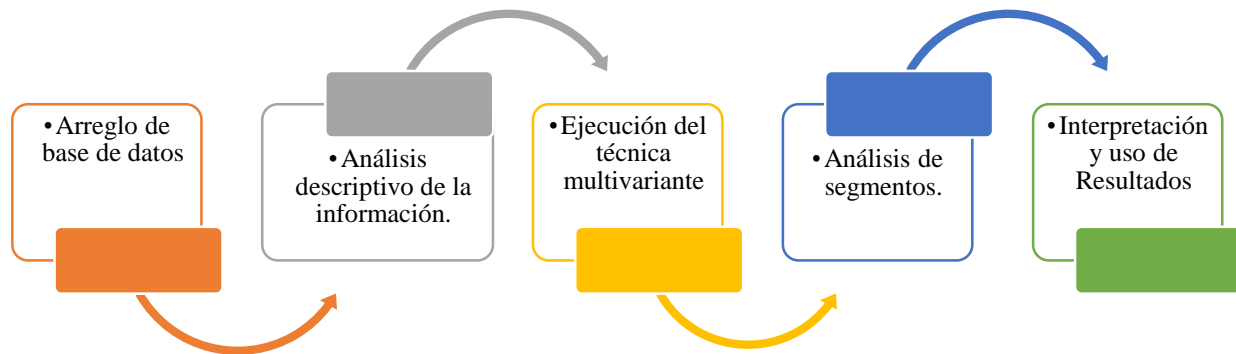 •Arreglo de
base de datos
•Análisis
descriptivo de la
información.
•Ejecución del
técnica
multivariante
•Análisis de
segmentos.
•Interpretación
y uso de
Resultados